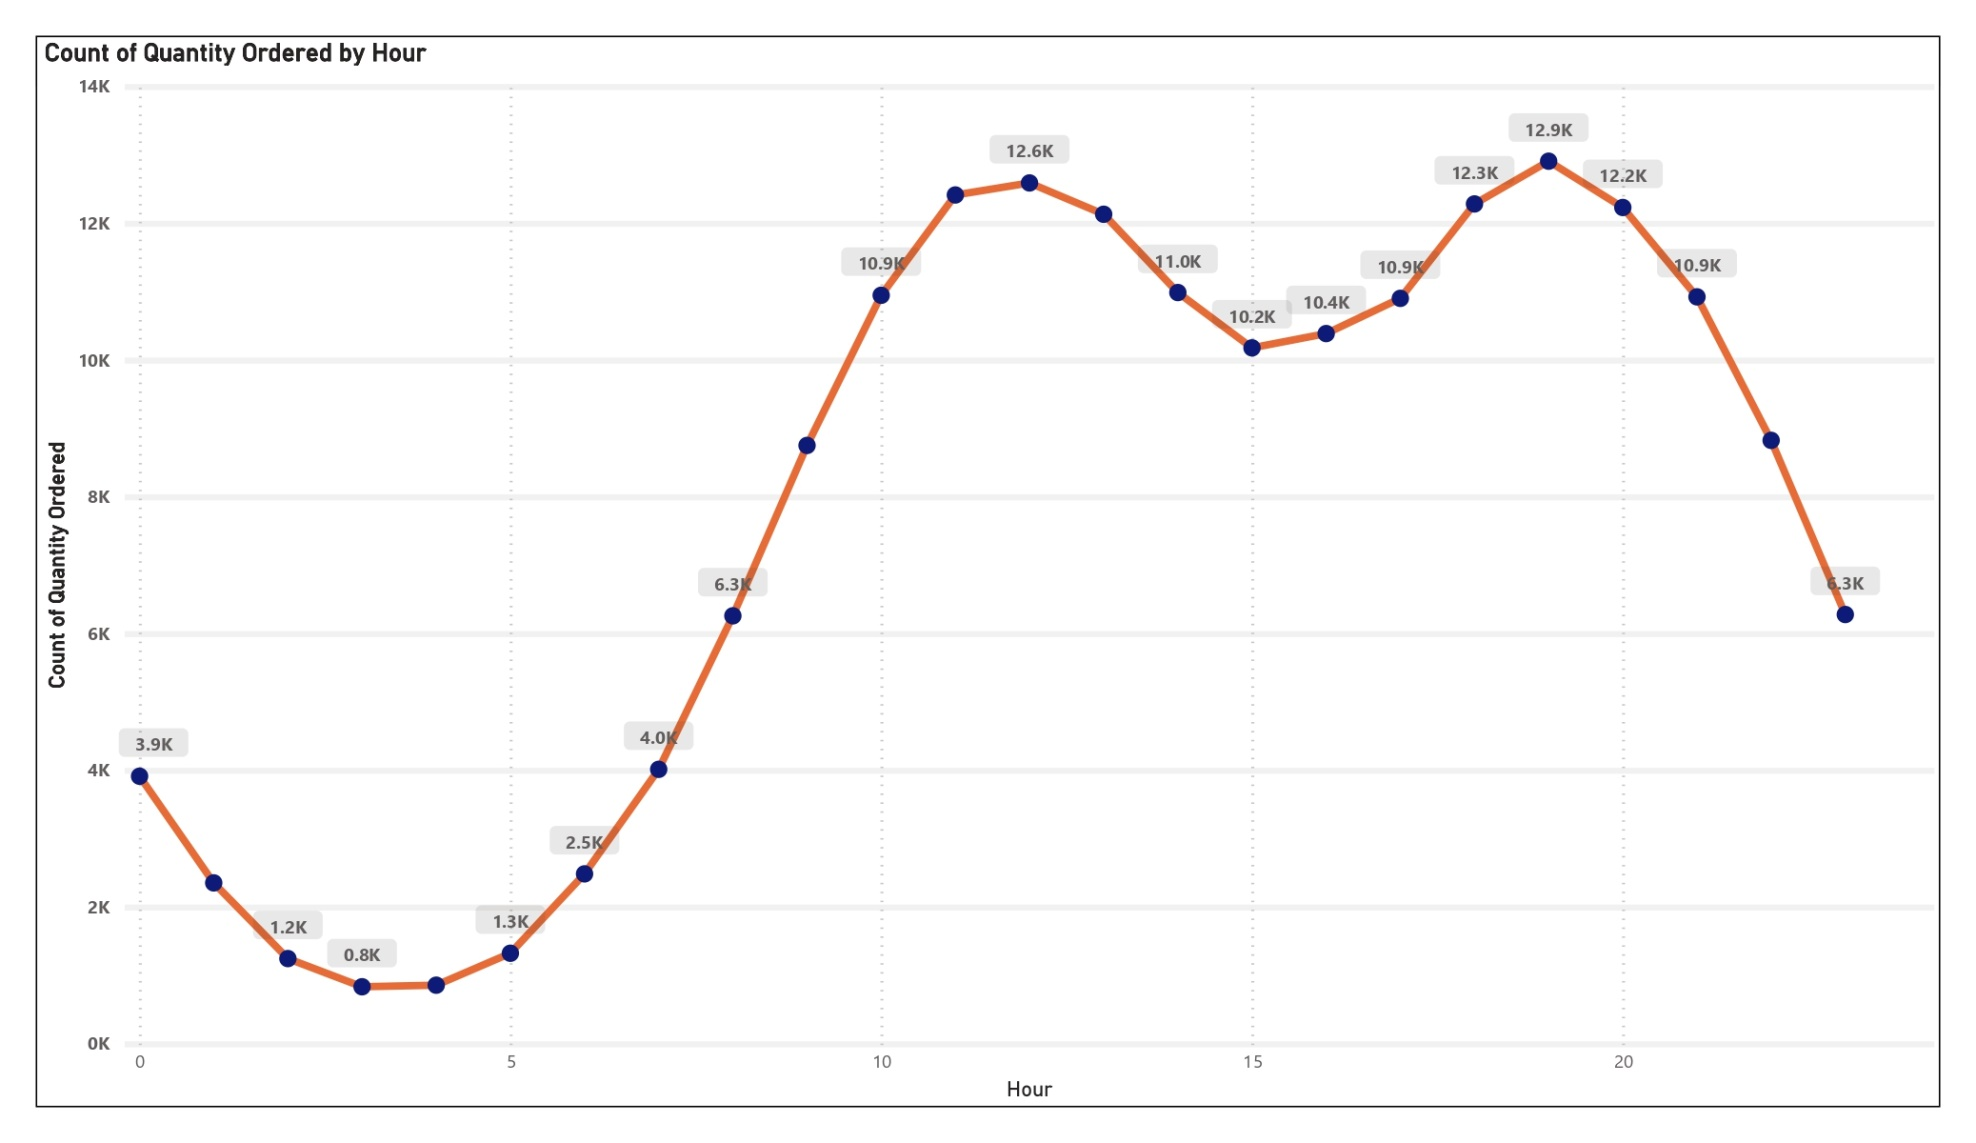 Count of Quantity Ordered by Hour
14K
12K
10K
8K
6K
4K
2K
0K
Count of Quantity Ordered
3.9K
1.2K
0.8K
1.3K
2.5K
4.0K
6.3K
10.9K
12.6K
11.0K
10.2K
10.4K
10.9K
12.3K
12.9K
12.2K
10.9K
6.3K
0 5 10 15 20
Hour